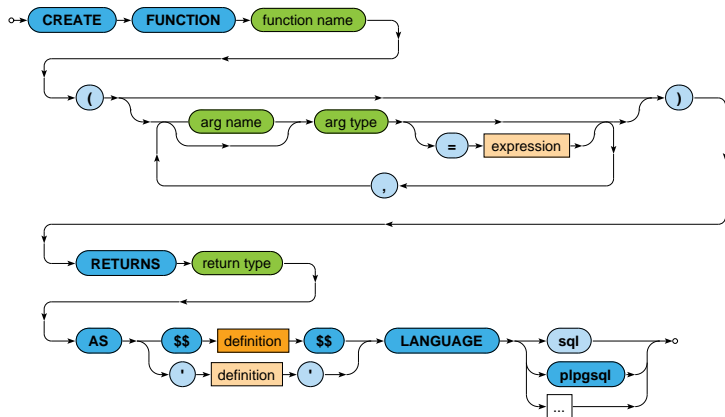 CREATE FUNCTION function name
( )
arg name arg type
= expression
,
RETURNS return type
AS $$ definition $$ LANGUAGE sql
' definition ' plpgsql
...